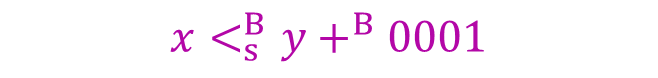 x <ₛᴮ y +ᴮ 0001